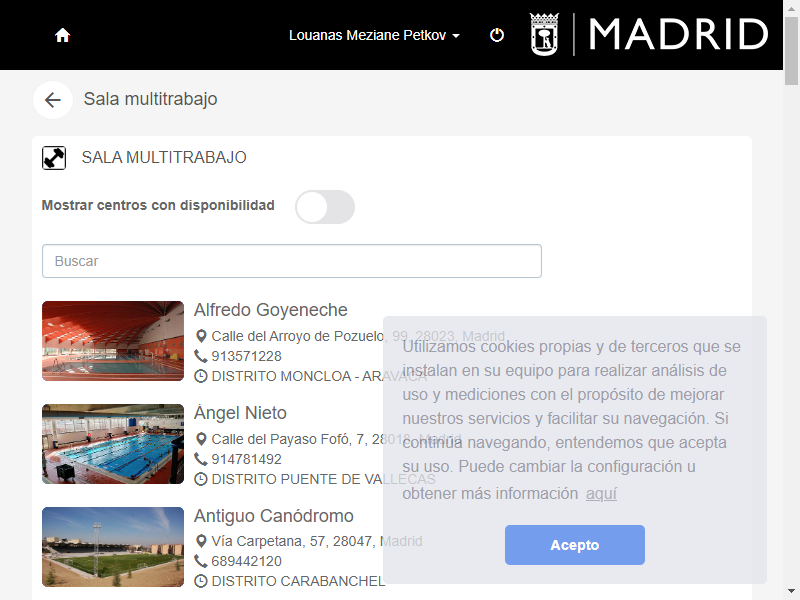 Louanas Meziane Petkov
MADRID
Sala multitrabajo
SALA MULTITRABAJO
Mostrar centros con disponibilidad
Buscar
Alfredo Goyeneche
Calle del Arroyo de Pozuelo, 99, 28023, Madrid
913571228
DISTRITO MONCLOA - ARAVACA
Ángel Nieto
Calle del Payaso Fofó, 7, 28018, Madrid
914781492
DISTRITO PUENTE DE VALLECAS
Antiguo Canódromo
Vía Carpetana, 57, 28047, Madrid
689442120
DISTRITO CARABANCHEL
Utilizamos cookies propias y de terceros que se
instalan en su equipo para realizar análisis de
uso y mediciones con el propósito de mejorar
nuestros servicios y facilitar su navegación. Si
continúa navegando, entendemos que acepta
su uso. Puede cambiar la configuración u
obtener más información aquí
Acepto